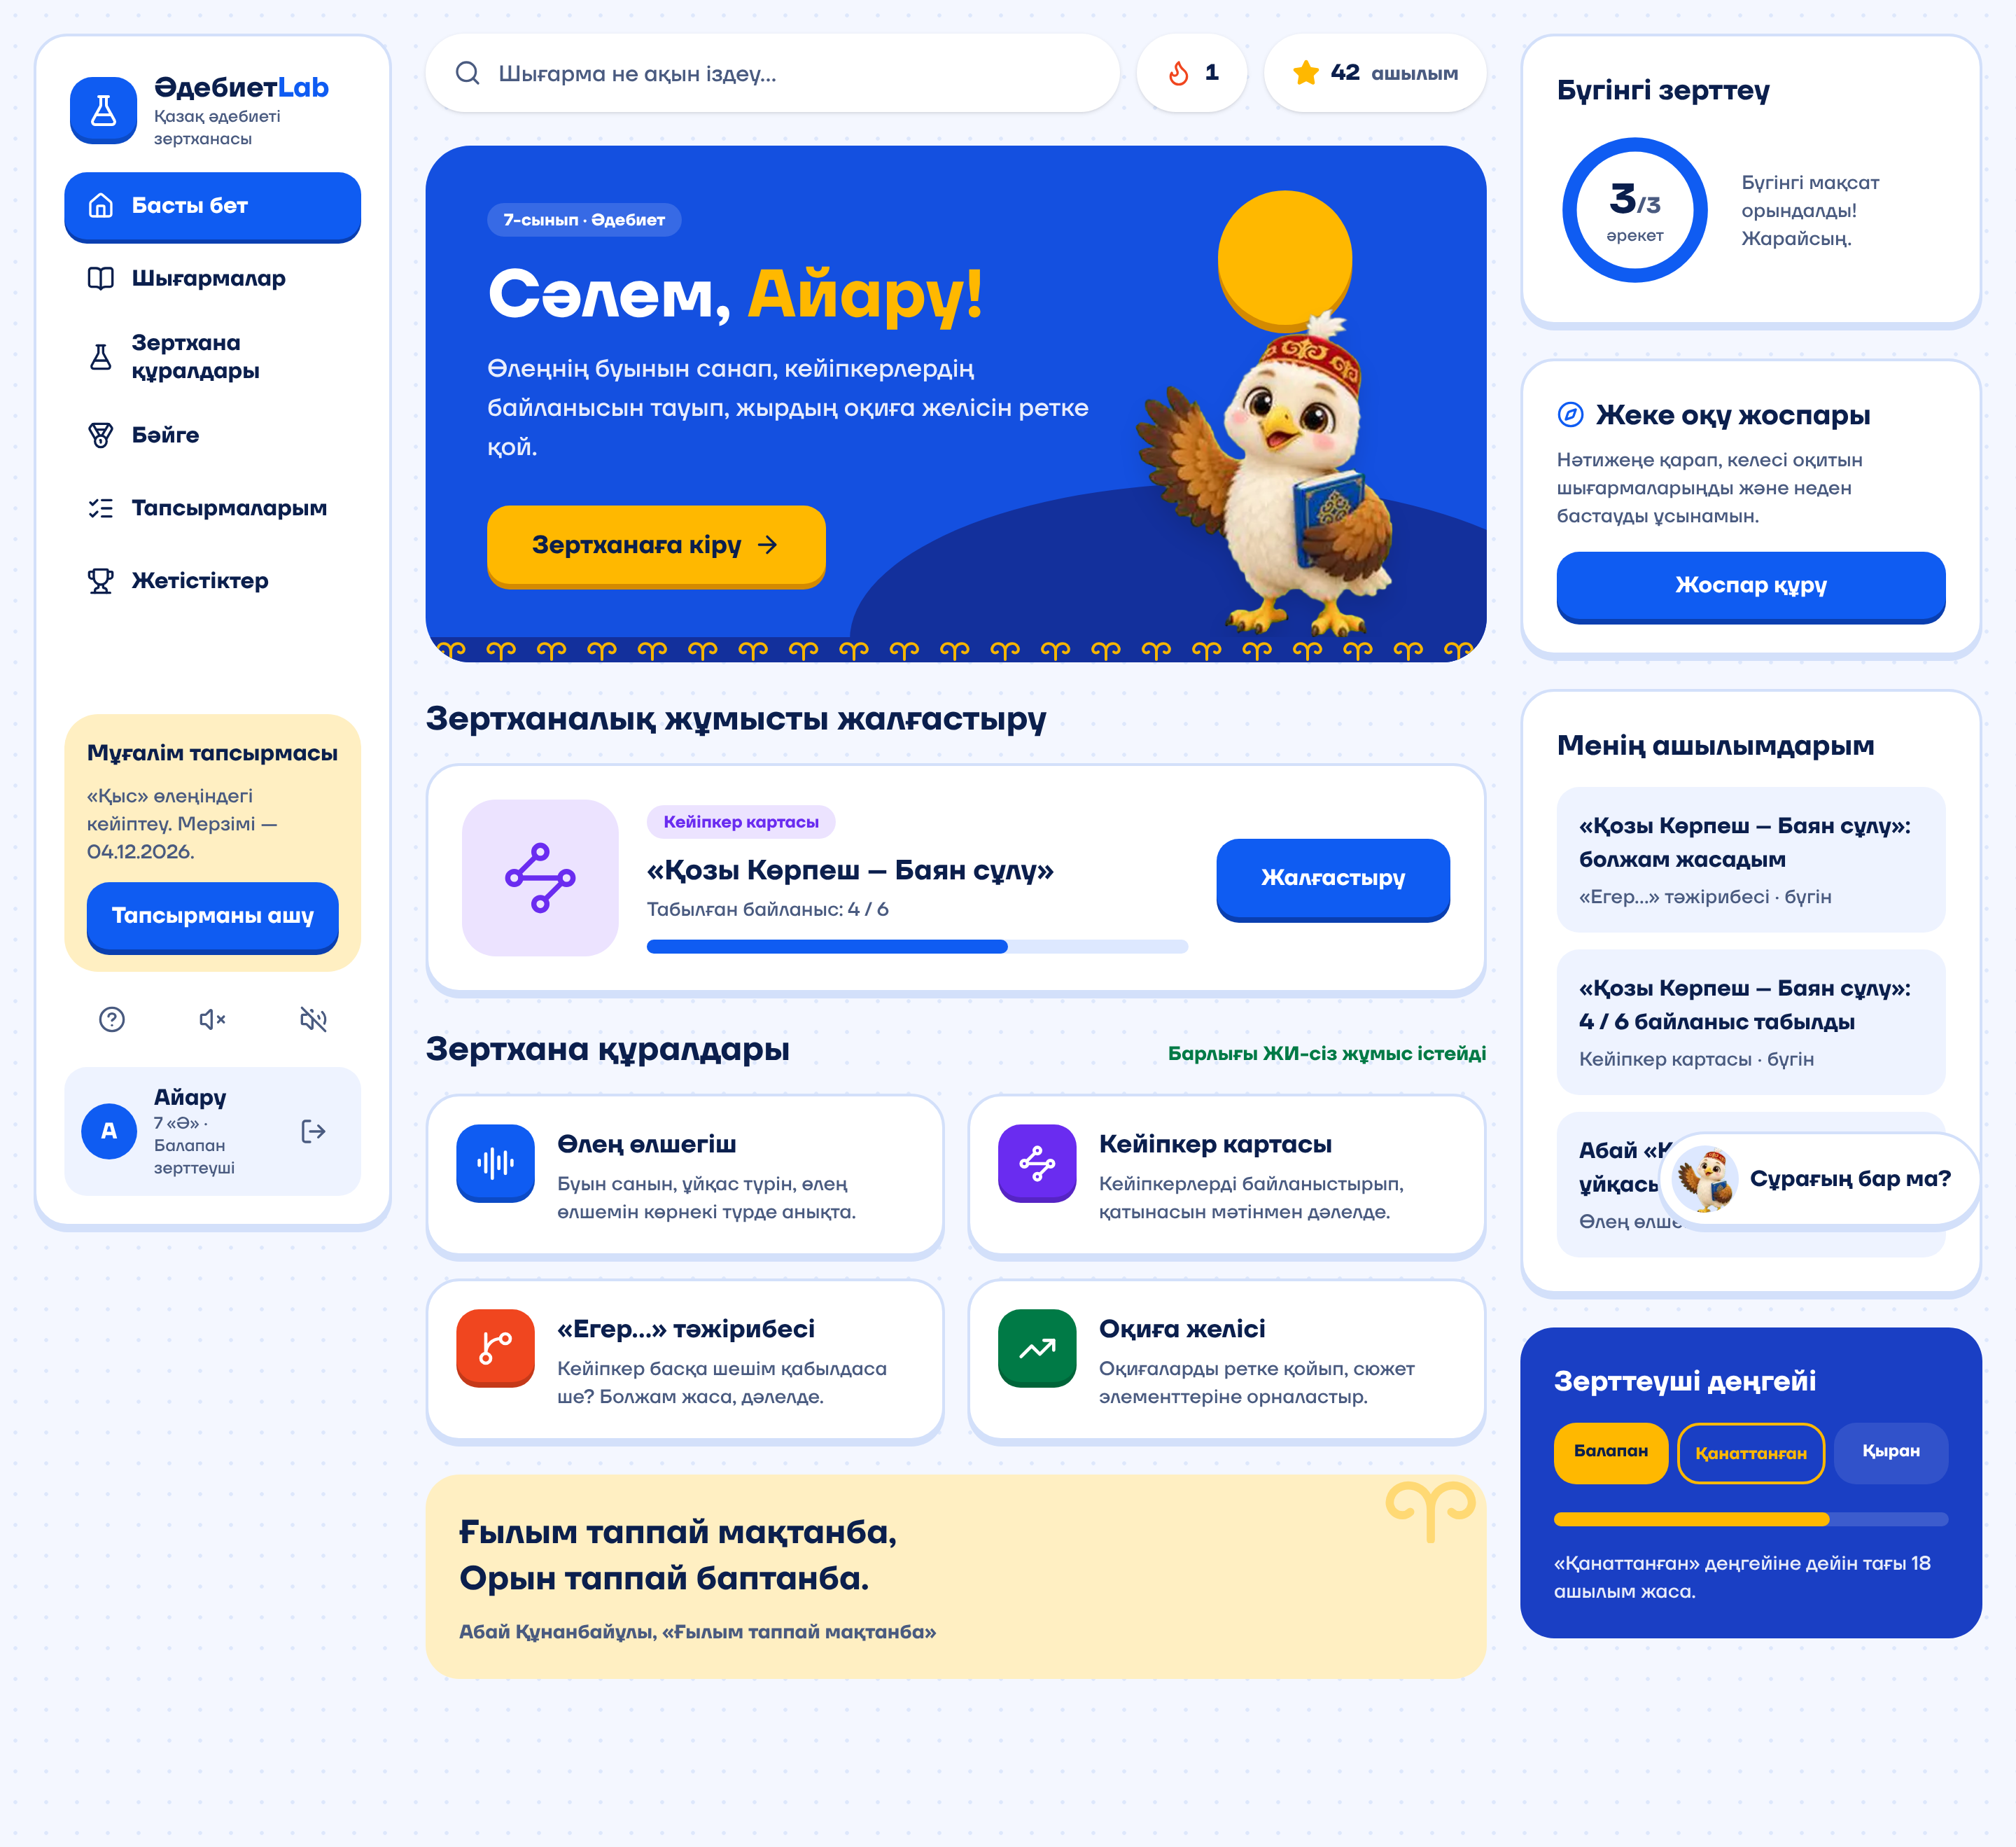 ӘдебиетLab
Қазақ әдебиеті
зертханасы
Басты бет
Шығармалар
Зертхана
құралдары
Бәйге
Тапсырмаларым
Жетістіктер
Мұғалім тапсырмасы
«Қыс» өлеңіндегі
кейіптеу. Мерзімі —
04.12.2026.
Тапсырманы ашу
А
Айару
7 «Ә» ·
Балапан
зерттеуші
Шығарма не ақын іздеу...
1
42 ашылым
7-сынып · Әдебиет
Сәлем, Айару!
Өлеңнің буынын санап, кейіпкерлердің
байланысын тауып, жырдың оқиға желісін ретке
қой.
Зертханаға кіру
Зертханалық жұмысты жалғастыру
Кейіпкер картасы
«Қозы Көрпеш – Баян сұлу»
Табылған байланыс: 4 / 6
Жалғастыру
Зертхана құралдары
Барлығы ЖИ-сіз жұмыс істейді
Өлең өлшегіш
Буын санын, ұйқас түрін, өлең
өлшемін көрнекі түрде анықта.
Кейіпкер картасы
Кейіпкерлерді байланыстырып,
қатынасын мәтінмен дәлелде.
«Егер...» тәжірибесі
Кейіпкер басқа шешім қабылдаса
ше? Болжам жаса, дәлелде.
Оқиға желісі
Оқиғаларды ретке қойып, сюжет
элементтеріне орналастыр.
Ғылым таппай мақтанба,
Орын таппай баптанба.
Абай Құнанбайұлы, «Ғылым таппай мақтанба»
Бүгінгі зерттеу
3/3
әрекет
Бүгінгі мақсат
орындалды!
Жарайсың.
Жеке оқу жоспары
Нәтижеңе қарап, келесі оқитын
шығармаларыңды және неден
бастауды ұсынамын.
Жоспар құру
Менің ашылымдарым
«Қозы Көрпеш – Баян сұлу»:
болжам жасадым
«Егер...» тәжірибесі · бүгін
«Қозы Көрпеш – Баян сұлу»:
4 / 6 байланыс табылды
Кейіпкер картасы · бүгін
Абай
Өлең
Сұрағың бар ма?
Зерттеуші деңгейі
Балапан
Қанаттанған
Қыран
«Қанаттанған» деңгейіне дейін тағы 18
ашылым жаса.